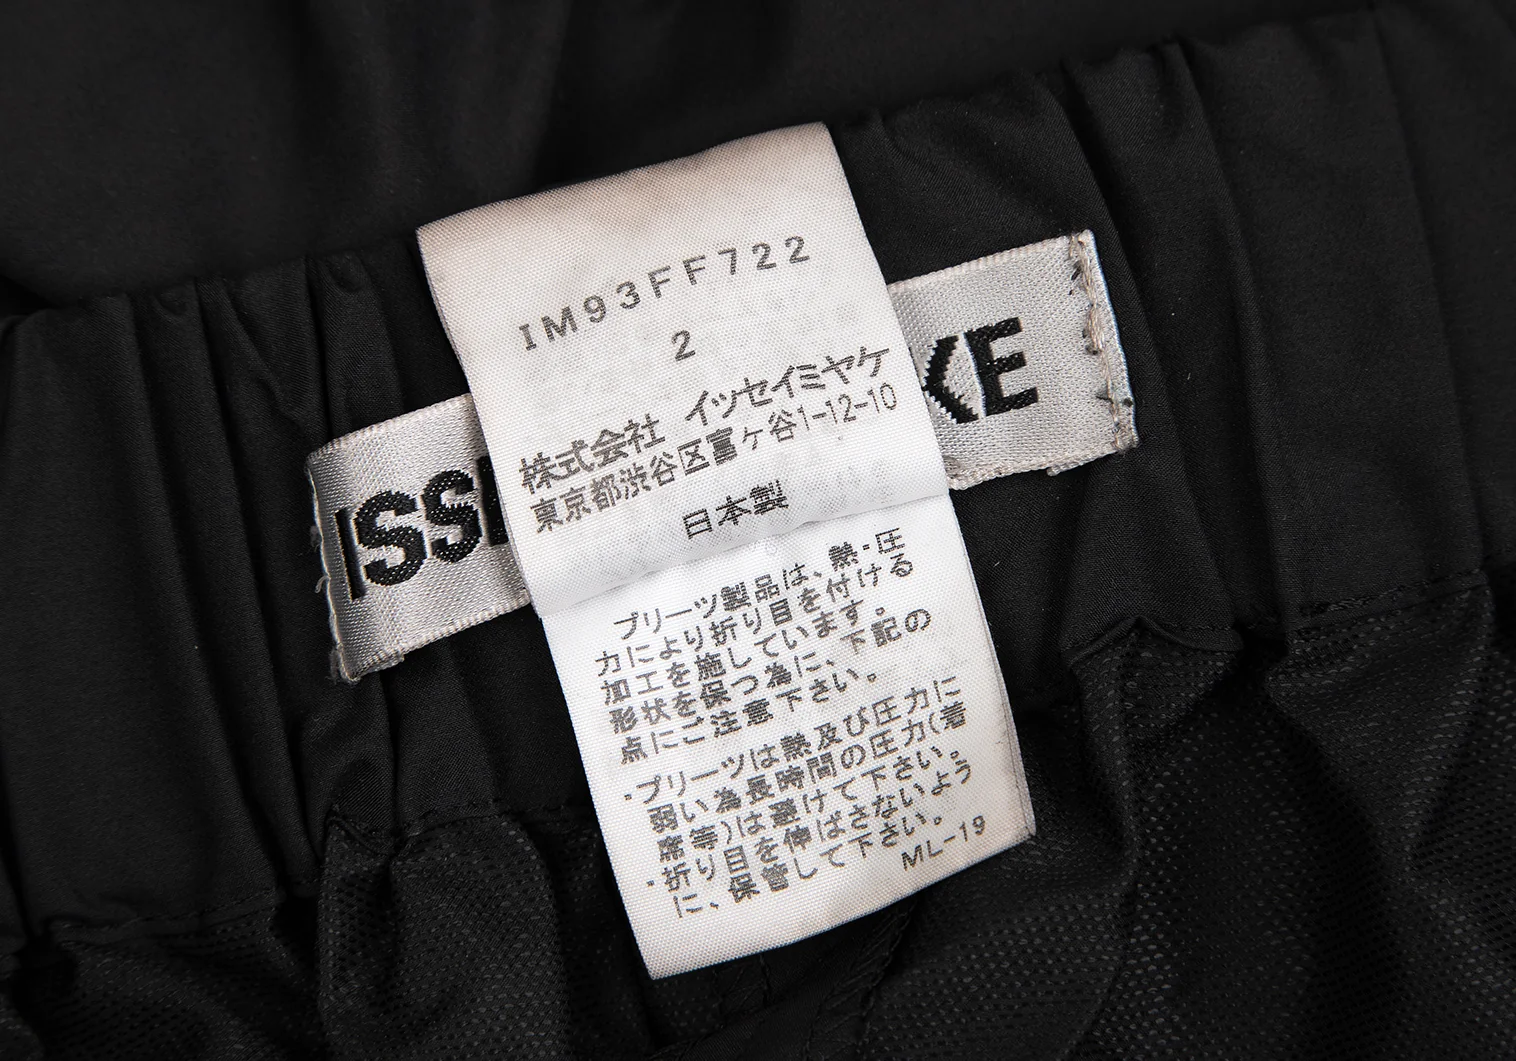 IM93FF722
2
株式会社 イッセイミヤケ
東京都渋谷区富ヶ谷1-12-10
日本製
プリーツ製品は、熱・圧
力により折り目を付ける
加工を施しています。
形状を保つ為に、下記の
点にご注意下さい。
・プリーツは熱及び圧力に
弱い為長時間の圧力(着
席等)は避けて下さい。
・折り目を伸ばさないよう
に、保管して下さい。
ML-19
ISS
KE